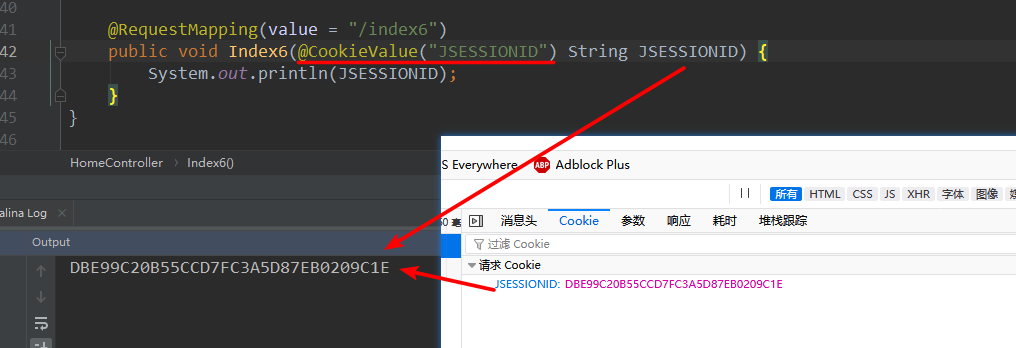 40
41 @RequestMapping(value = "/index6")
42 public void Index6(@CookieValue("JSESSIONID") String JSESSIONID) {
43 System.out.println(JSESSIONID);
44 }
45 }
46
HomeController › Index6()
S Everywhere ABP Adblock Plus
所有 HTML CSS JS XHR 字体 图像
alina Log ×
毫 消息头 Cookie 参数 响应 耗时 堆栈跟踪
Output
过滤 Cookie
请求 Cookie
DBE99C20B55CCD7FC3A5D87EB0209C1E
JSESSIONID: DBE99C20B55CCD7FC3A5D87EB0209C1E